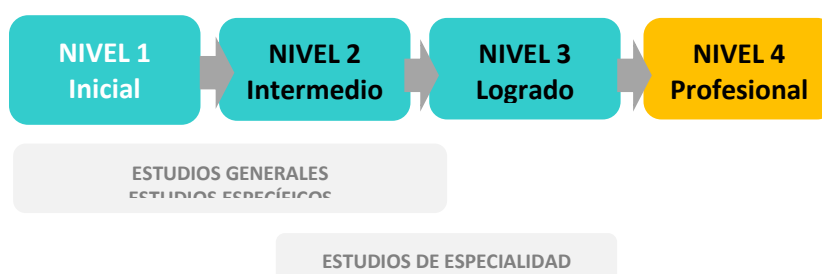 NIVEL 1
Inicial
NIVEL 2
Intermedio
NIVEL 3
Logrado
NIVEL 4
Profesional
ESTUDIOS GENERALES
ESTUDIOS ESPECÍFICOS
ESTUDIOS DE ESPECIALIDAD